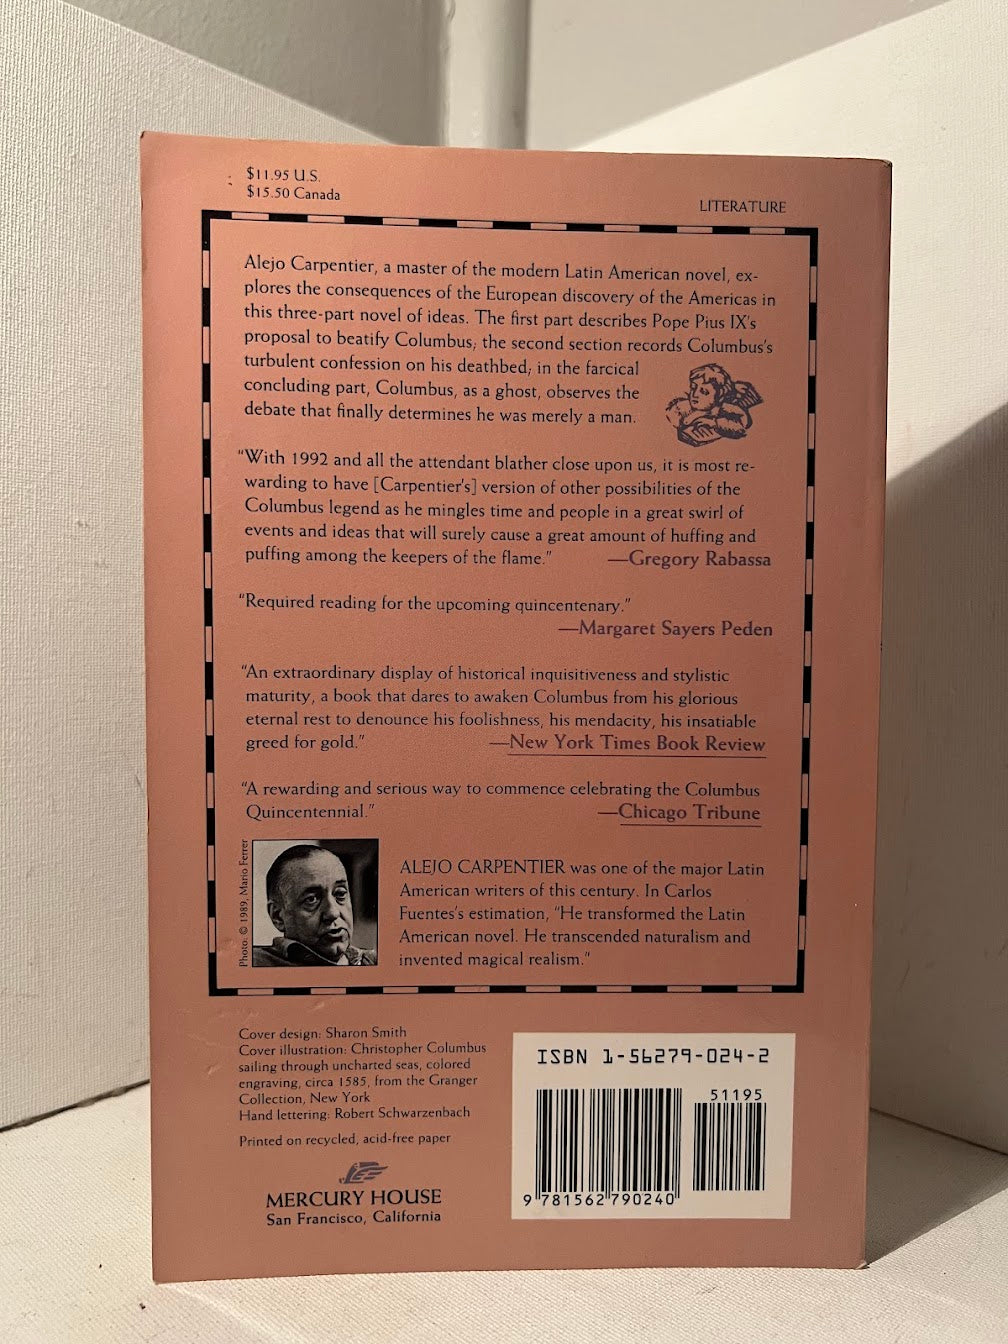 $11.95 U.S.
$15.50 Canada
LITERATURE
Alejo Carpentier, a master of the modern Latin American novel, ex-
plores the consequences of the European discovery of the Americas in
this three-part novel of ideas. The first part describes Pope Pius IX's
proposal to beatify Columbus; the second section records Columbus's
turbulent confession on his deathbed; in the farcical
concluding part, Columbus, as a ghost, observes the
debate that finally determines he was merely a man.
"With 1992 and all the attendant blather close upon us, it is most re-
warding to have [Carpentier's] version of other possibilities of the
Columbus legend as he mingles time and people in a great swirl of
events and ideas that will surely cause a great amount of huffing and
puffing among the keepers of the flame." —Gregory Rabassa
"Required reading for the upcoming quincentenary."
—Margaret Sayers Peden
"An extraordinary display of historical inquisitiveness and stylistic
maturity, a book that dares to awaken Columbus from his glorious
eternal rest to denounce his foolishness, his mendacity, his insatiable
greed for gold." —New York Times Book Review
"A rewarding and serious way to commence celebrating the Columbus
Quincentennial." —Chicago Tribune
Photo: © 1989, Mario Ferrer
ALEJO CARPENTIER was one of the major Latin
American writers of this century. In Carlos
Fuentes's estimation, "He transformed the Latin
American novel. He transcended naturalism and
invented magical realism."
Cover design: Sharon Smith
Cover illustration: Christopher Columbus
sailing through uncharted seas, colored
engraving, circa 1585, from the Granger
Collection, New York
Hand lettering: Robert Schwarzenbach
Printed on recycled, acid-free paper
MERCURY HOUSE
San Francisco, California
ISBN 1-56279-024-2
51195
9 781562 790240